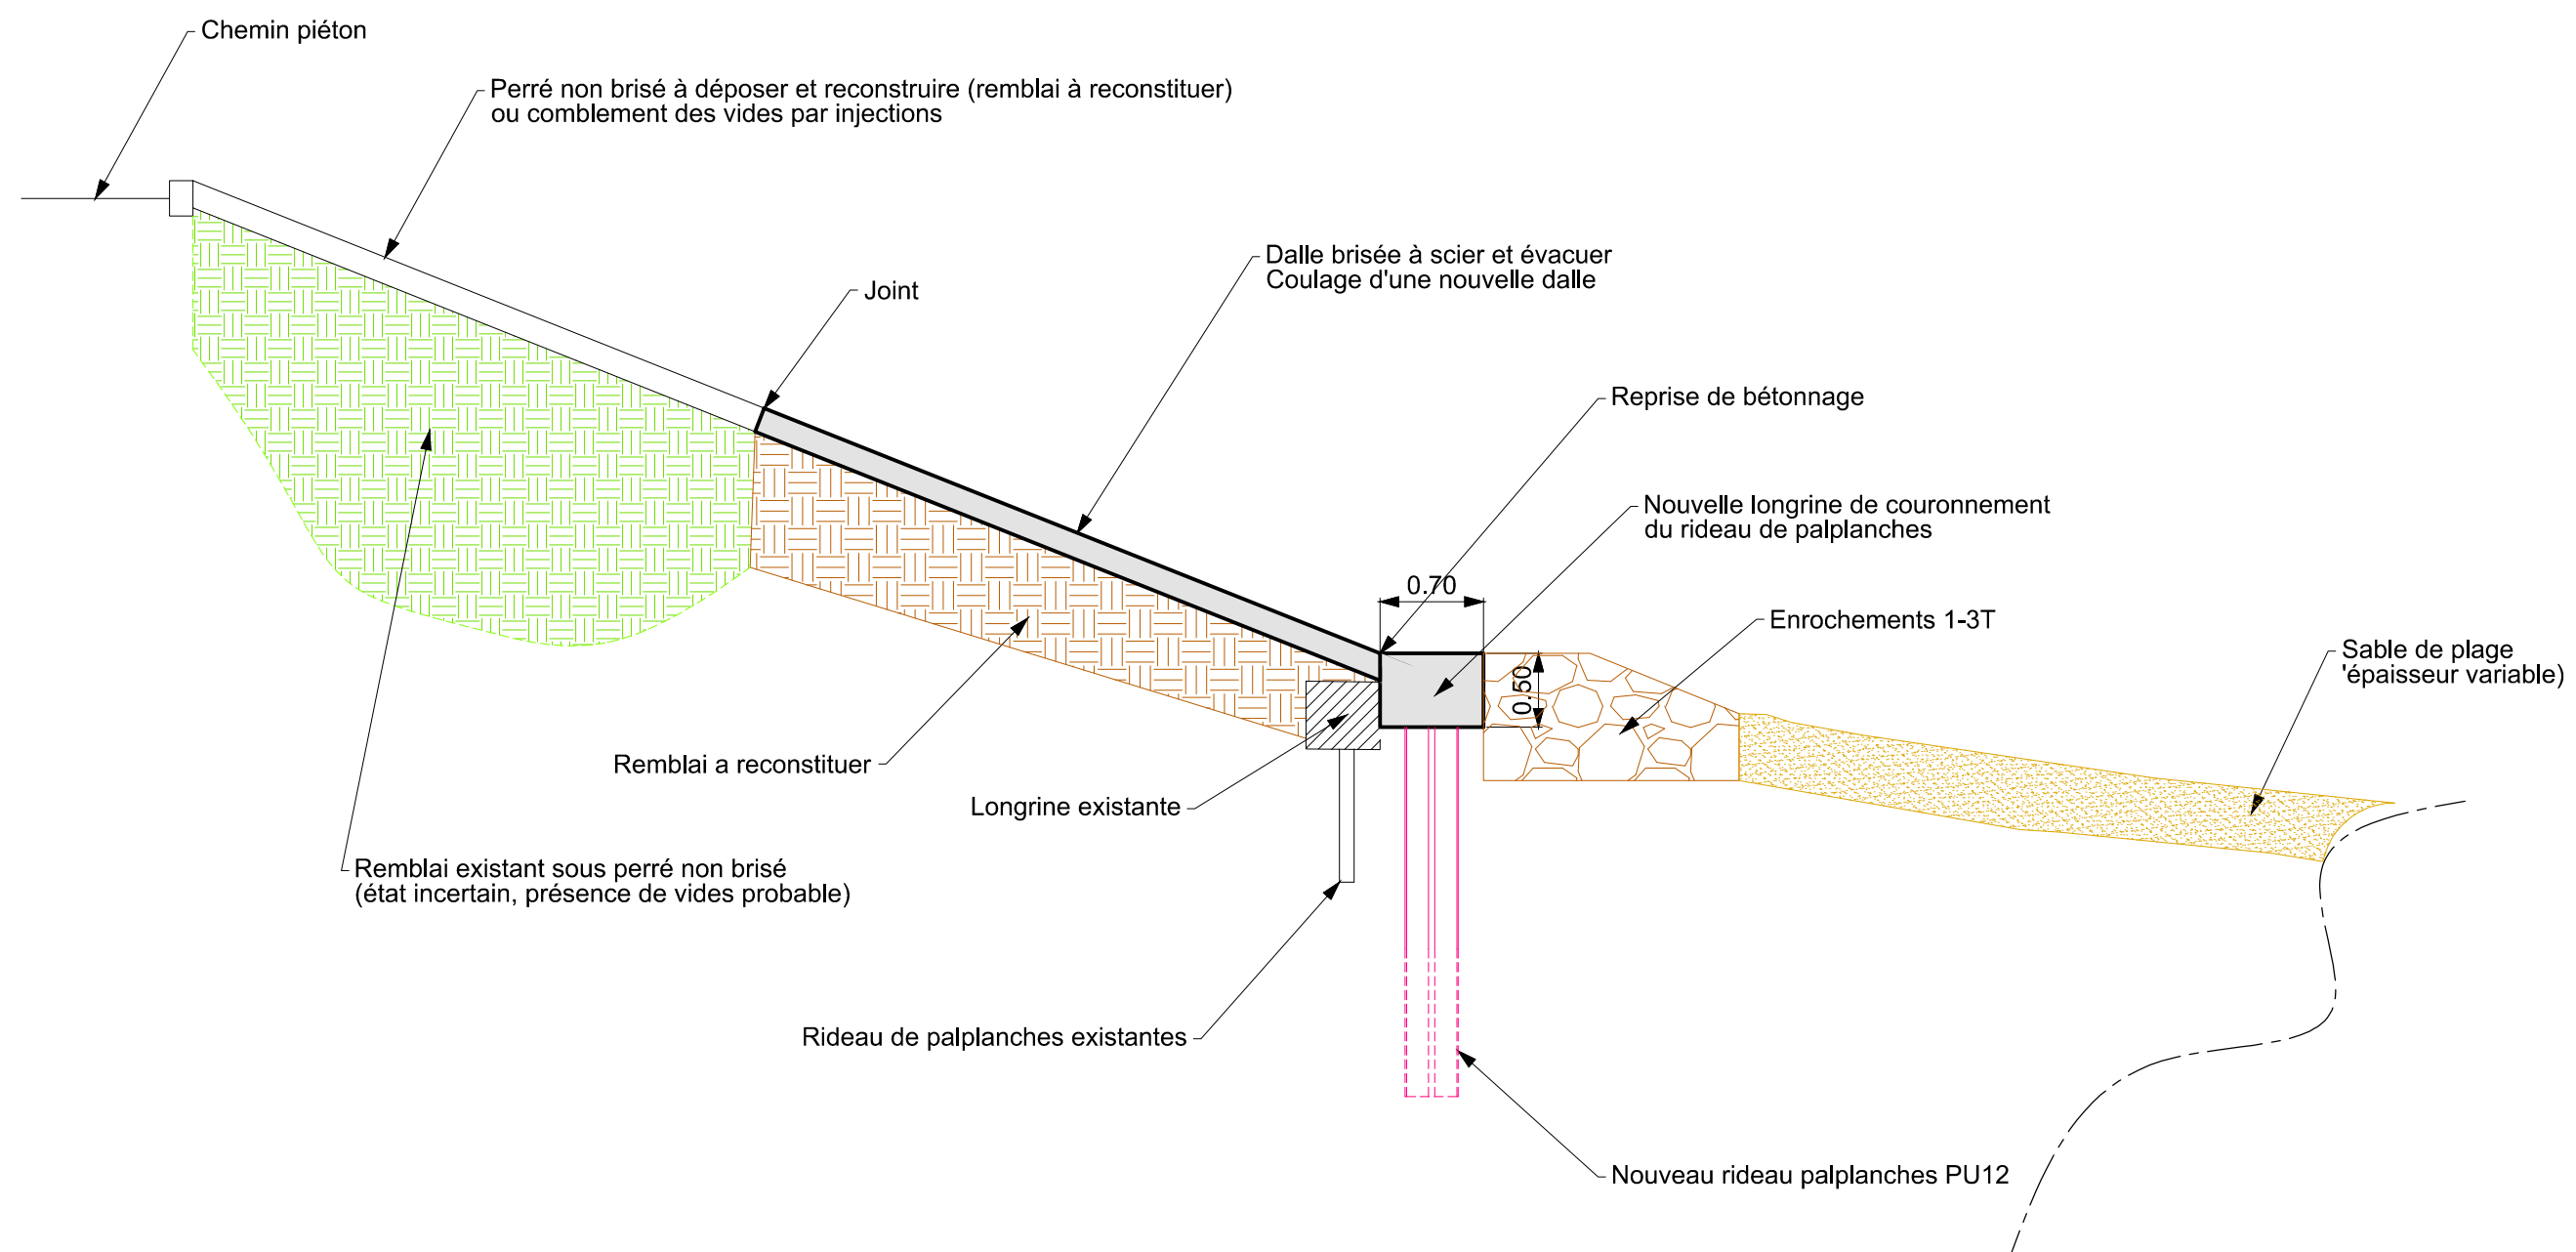 Chemin piéton
Perré non brisé à déposer et reconstruire (remblai à reconstituer)
ou comblement des vides par injections
Dalle brisée à scier et évacuer
Coulage d'une nouvelle dalle
Joint
Reprise de bétonnage
Nouvelle longrine de couronnement
du rideau de palplanches
0.70
Enrochements 1-3T
Sable de plage
'épaisseur variable)
0.50
Remblai a reconstituer
Longrine existante
Remblai existant sous perré non brisé
(état incertain, présence de vides probable)
Rideau de palplanches existantes
Nouveau rideau palplanches PU12